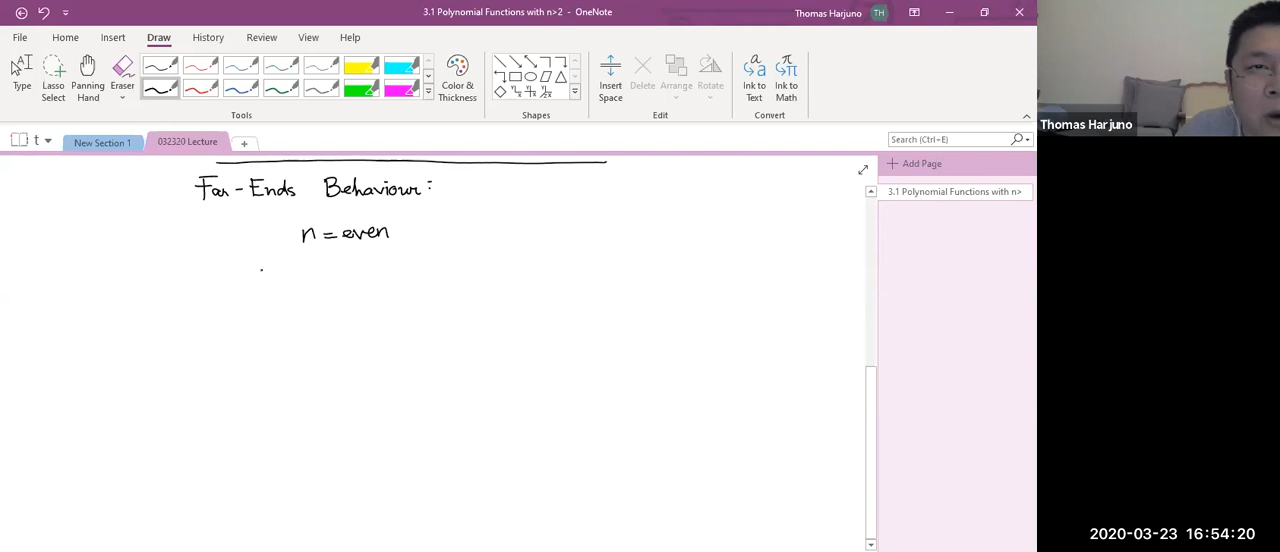 3.1 Polynomial Functions with n>2 - OneNote
Thomas Harjuno
TH
File
Home
Insert
Draw
History
Review
View
Help
Type
Lasso Select
Panning Hand
Eraser
Color & Thickness
Insert Space
Delete
Arrange
Rotate
Ink to Text
Ink to Math
Tools
Shapes
Edit
Convert
t
New Section 1
032320 Lecture
Search (Ctrl+E)
Add Page
3.1 Polynomial Functions with n>
Far-Ends Behaviour:
n = even
Thomas Harjuno
2020-03-23 16:54:20